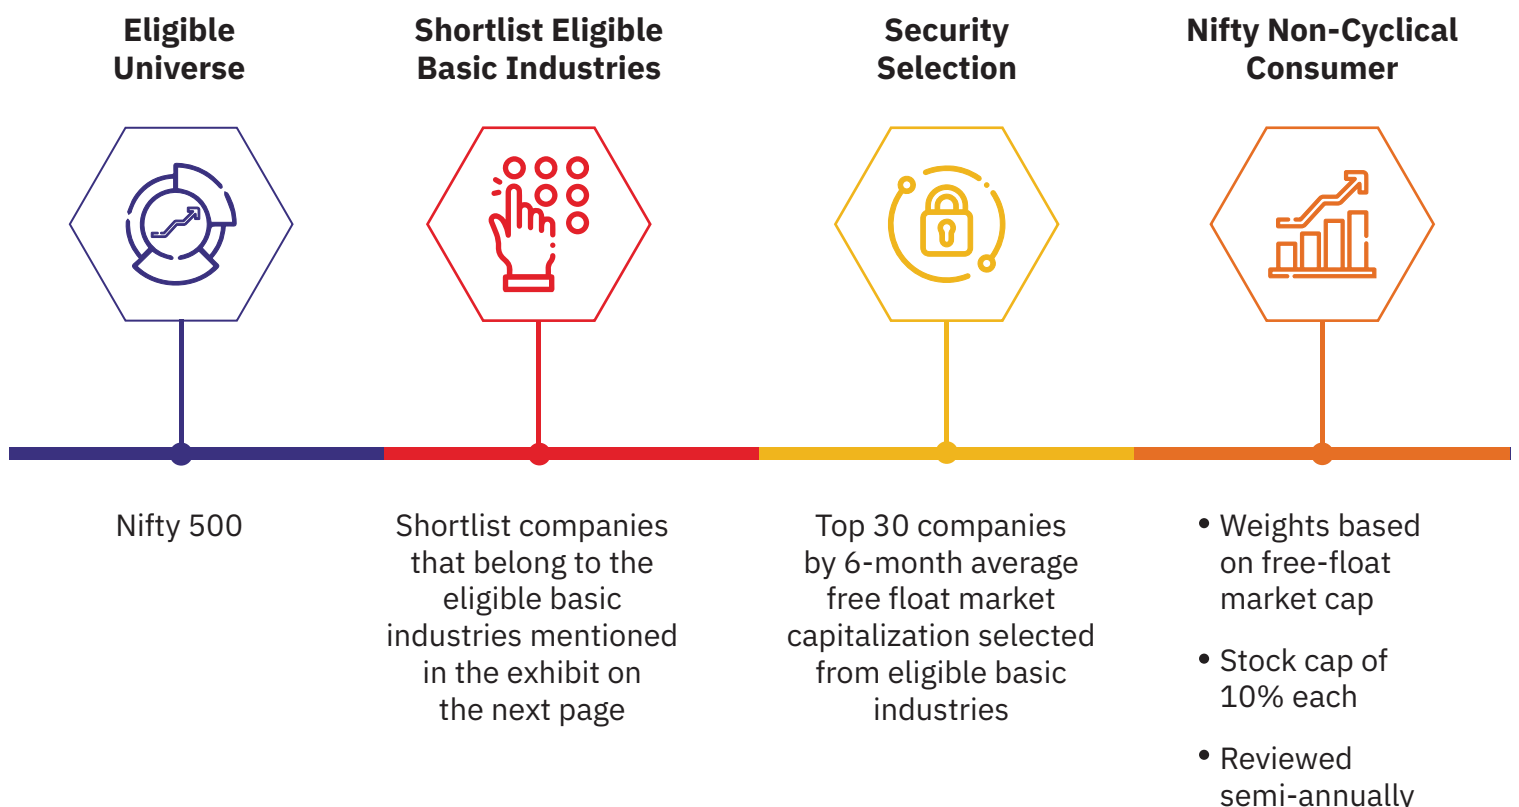 Eligible
Universe
Shortlist Eligible
Basic Industries
Security
Selection
Nifty Non-Cyclical
Consumer
Nifty 500
Shortlist companies
that belong to the
eligible basic
industries mentioned
in the exhibit on
the next page
Top 30 companies
by 6-month average
free float market
capitalization selected
from eligible basic
industries
• Weights based
on free-float
market cap
• Stock cap of
10% each
• Reviewed
semi-annually